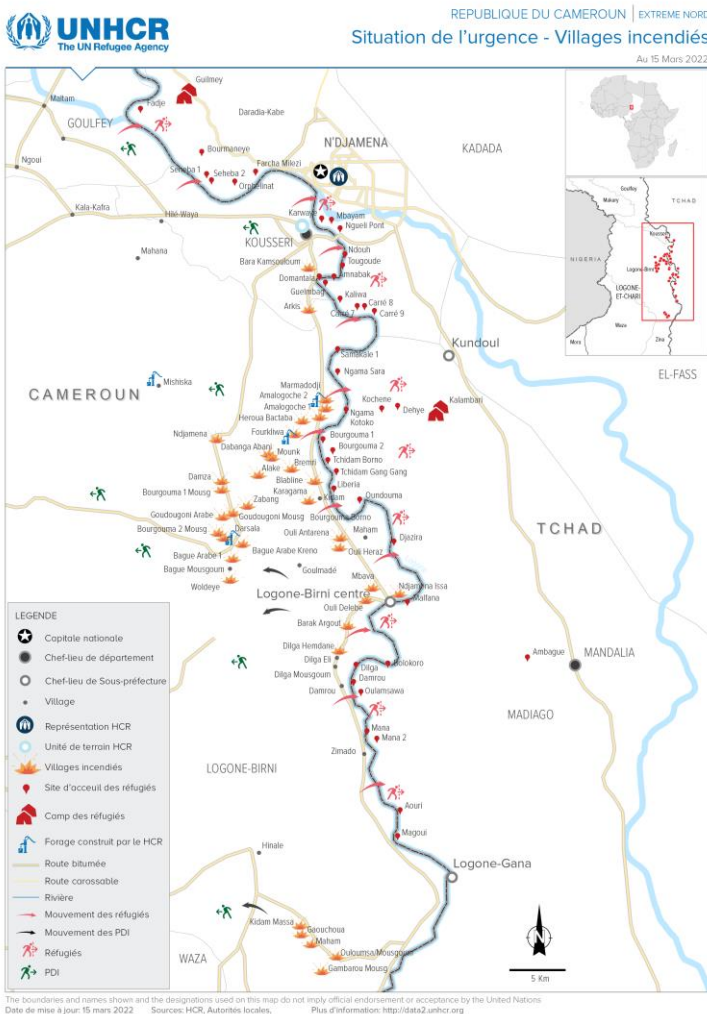 UNHCR
The UN Refugee Agency
REPUBLIQUE DU CAMEROUN | EXTREME NORD
Situation de l'urgence - Villages incendiés
Au 15 Mars 2022
Guilmey
Maltam
Fadje
GOULFEY
Daradia-Kabe
N'DJAMENA
KADADA
Ngoui
Bourmaneye
Farcha Milezi
Seheba 1
Seheba 2
Orphelinat
Kala-Kafra
Hilé-Waya
Karwaye
Mbayam
Ngueli Pont
KOUSSERI
Mahana
Ndouh
Bara Kamsouloum
Tougoude
Domantala
Amnabak
Guelmbag
Kaliwa
Arkis
Carré 8
Carré 7
Carré 9
Samakale 1
Kundoul
EL-FASS
Ngama Sara
Mishiska
Marmadodji
CAMEROUN
Amalogoche 2
Amalogoche 1
Kochene
Dehye
Kalambari
Heroua Bactaba
Ngama
Kotoko
Ndjamena
Fourkliwa
Bourgouma 1
Dabanga Abani
Mounk
Bourgouma 2
Bremri
Tchidam Borno
Alake
Tchidam Gang Gang
Damza
Blabline
Bourgouma 1 Mousg
Karagama
Liberia
Zabang
Kidam
Oundouma
Goudougoni Arabe
Goudougoni Mousg
Bourgouma Borno
TCHAD
Bourgouma 2 Mousg
Darsala
Ouli Antarena
Maham
Djazira
Bague Arabe 1
Bague Arabe Kreno
Ouli Heraz
Bague Mousgoum
Goulmadé
Woldeye
Mbava
Ndjamena Issa
Logone-Birni centre
Maltana
Ouli Delebe
Barak Argout
Dilga Hemdane
Ambague
MANDALIA
Dilga Eli
Dilga
Bolokoro
Dilga Mousgoum
Damrou
Damrou
Oulamsawa
MADIAGO
Mana
Mana 2
Zimado
LOGONE-BIRNI
Aouri
Magoui
Hinale
Logone-Gana
Kidam Massa
Gaouchoua
Maham
WAZA
Ouloumsa/Mousgoum
Gambarou Mousg
Goulfey
Makary
TCHAD
Kousseri
NIGERIA
Logone-Birni
LOGONE-
ET-CHARI
Waza
Mora
Zina
LEGENDE
Capitale nationale
Chef-lieu de département
Chef-lieu de Sous-préfecture
Village
Représentation HCR
Unité de terrain HCR
Villages incendiés
Site d'acceuil des réfugiés
Camp des réfugiés
Forage construit par le HCR
Route bitumée
Route carossable
Rivière
Mouvement des réfugiés
Mouvement des PDI
Réfugiés
PDI
N
5 Km
The boundaries and names shown and the designations used on this map do not imply official endorsement or acceptance by the United Nations
Date de mise à jour: 15 mars 2022 Sources: HCR, Autorités locales, Plus d'information: http://data2.unhcr.org